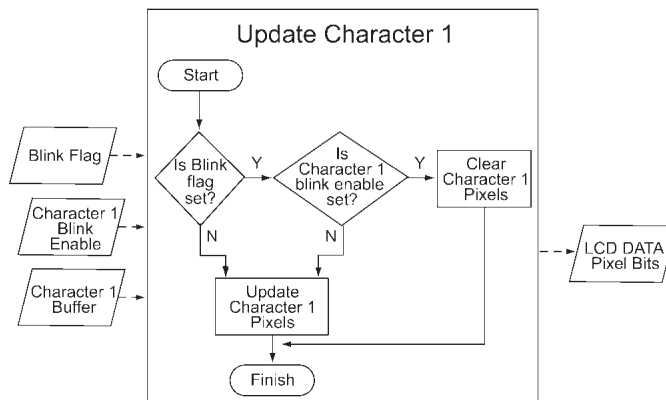 Update Character 1
Start
Blink Flag
Is Blink
flag
set?
Y
Is
Character 1
blink enable
set?
Y
Clear
Character 1
Pixels
Character 1
Blink
Enable
N
N
LCD DATA
Pixel Bits
Character 1
Buffer
Update
Character 1
Pixels
Finish